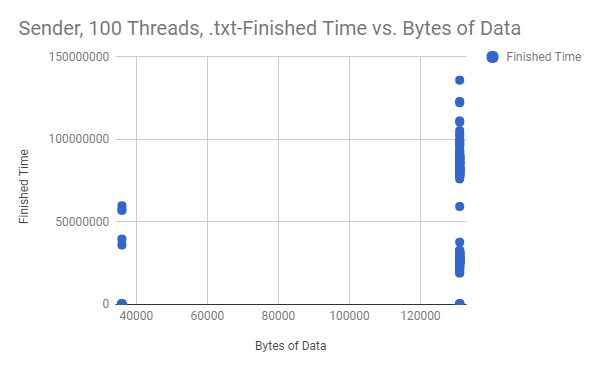 Sender, 100 Threads, .txt-Finished Time vs. Bytes of Data
150000000
100000000
50000000
0
Finished Time
40000 60000 80000 100000 120000
Bytes of Data
Finished Time